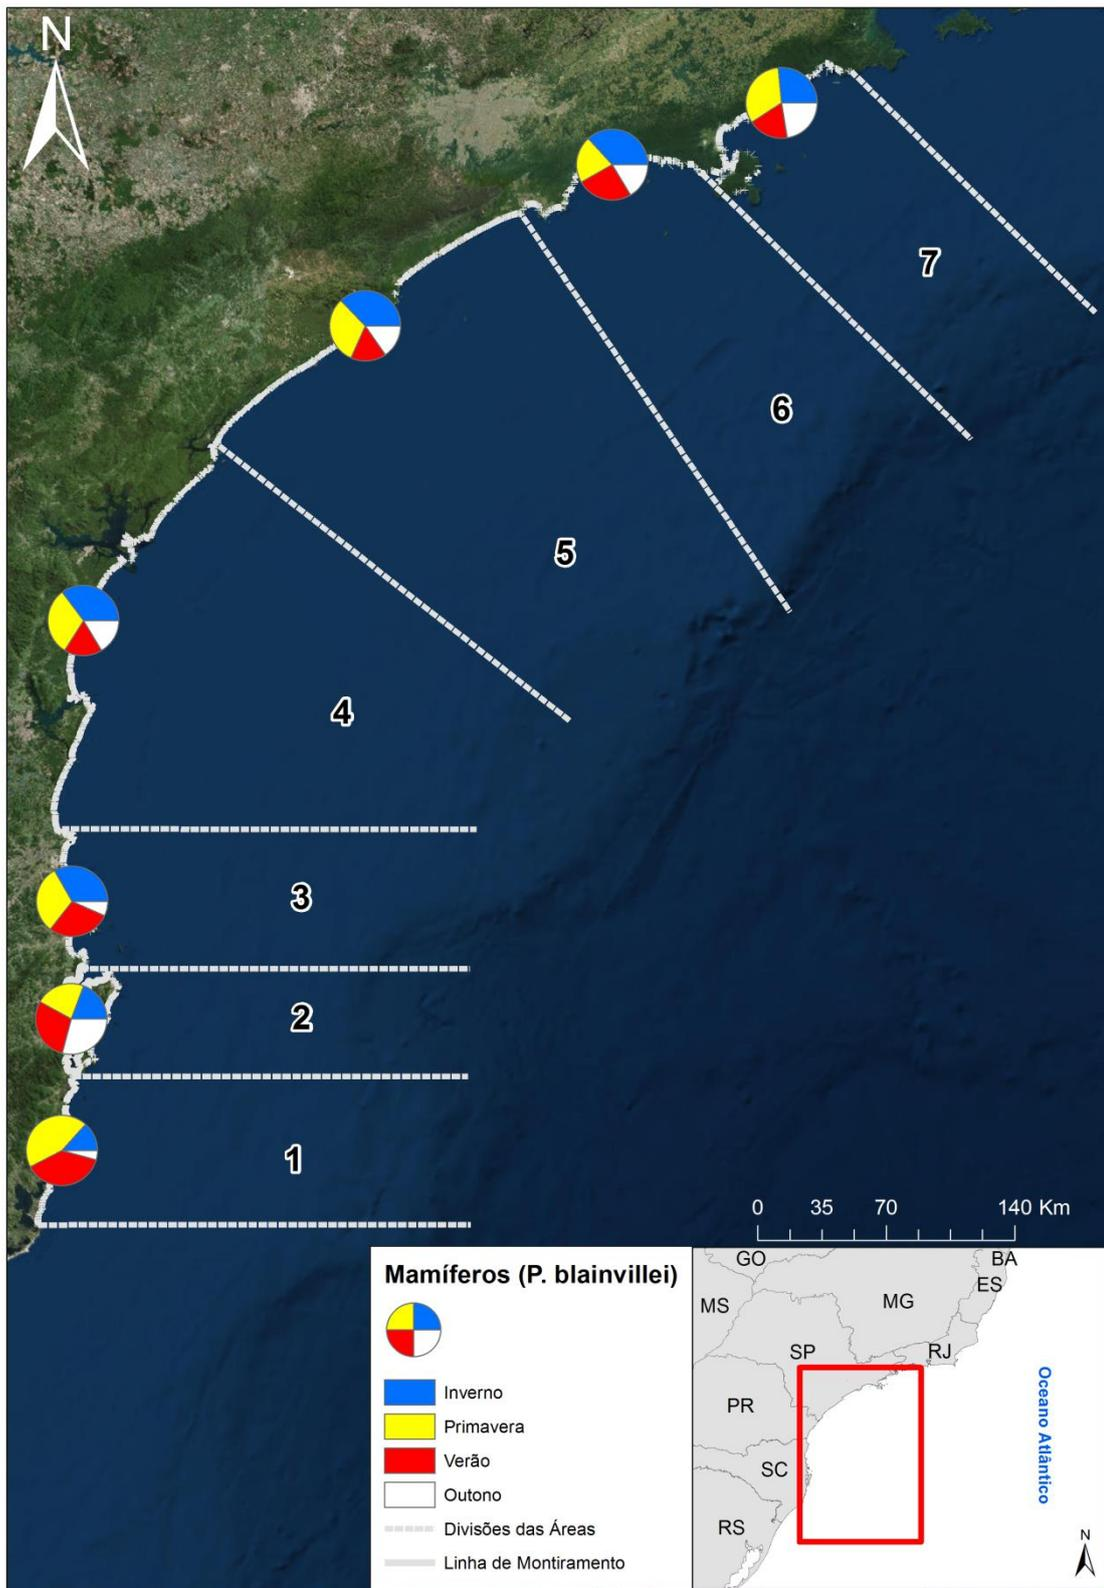 N
7
6
5
4
3
2
1
0 35 70 140 Km
Mamíferos (P. blainvillei)
Inverno
Primavera
Verão
Outono
Divisões das Áreas
Linha de Montiramento
GO
BA
ES
MS
MG
SP
RJ
PR
SC
RS
Oceano Atlântico
N